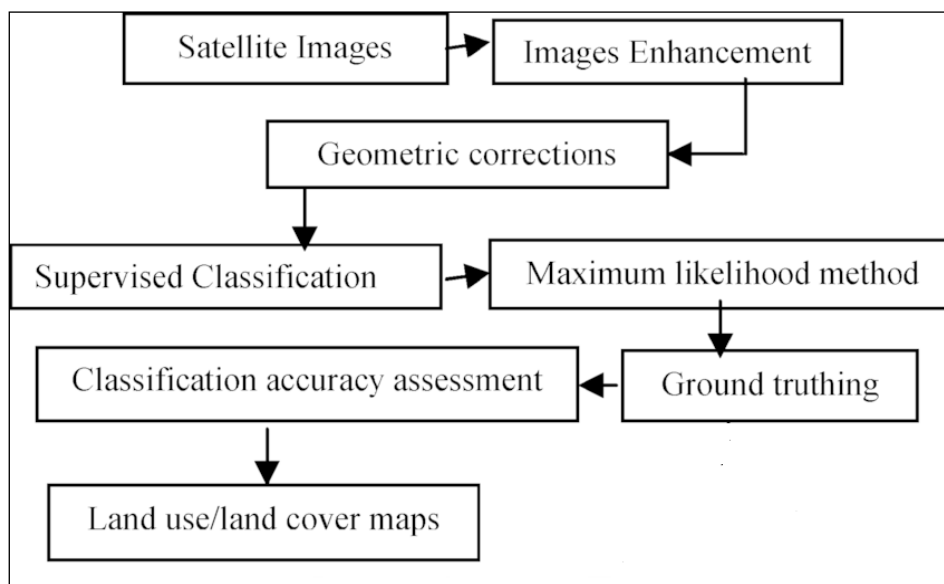 Satellite Images
Images Enhancement
Geometric corrections
Supervised Classification
Maximum likelihood method
Ground truthing
Classification accuracy assessment
Land use/land cover maps